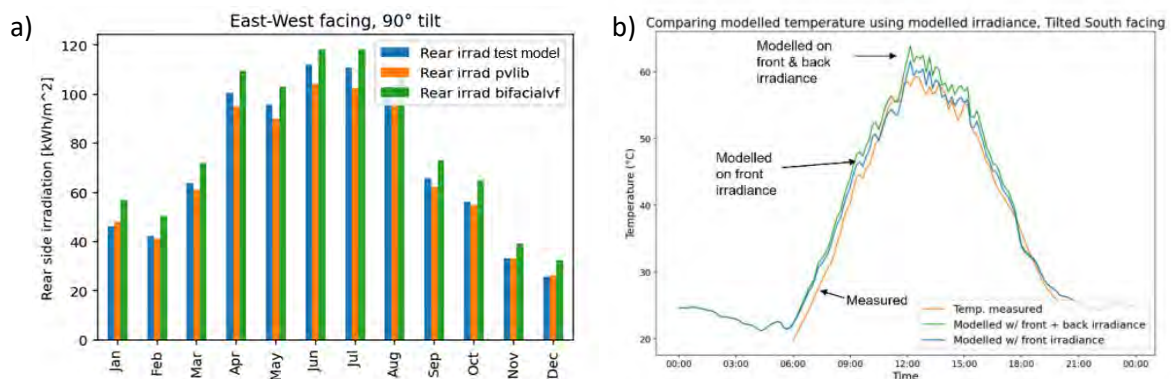 a)
East-West facing, 90° tilt
Rear irrad test model
Rear irrad pvlib
Rear irrad bifacialvf
Rear side irradiation [kWh/m^2]
120
100
80
60
40
20
0
Jan
Feb
Mar
Apr
May
Jun
Jul
Aug
Sep
Oct
Nov
Dec
b)
Comparing modelled temperature using modelled irradiance, Tilted South facing
Modelled on
front & back
irradiance
Modelled
on front
irradiance
Measured
Temp. measured
Modelled w/ front + back irradiance
Modelled w/ front irradiance
Temperature (°C)
60
50
40
30
20
00:00
03:00
06:00
09:00
12:00
15:00
18:00
21:00
00:00
Time